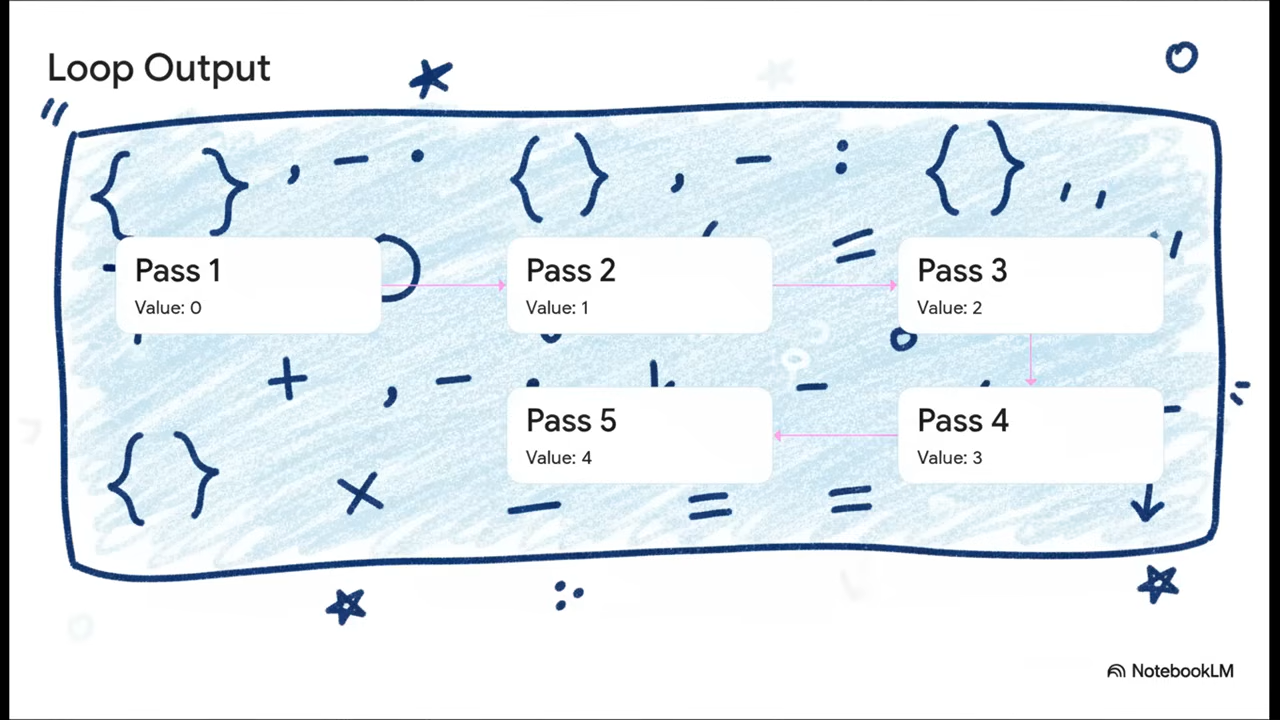 Loop Output
Pass 1
Value: 0
Pass 2
Value: 1
Pass 3
Value: 2
Pass 4
Value: 3
Pass 5
Value: 4
NotebookLM